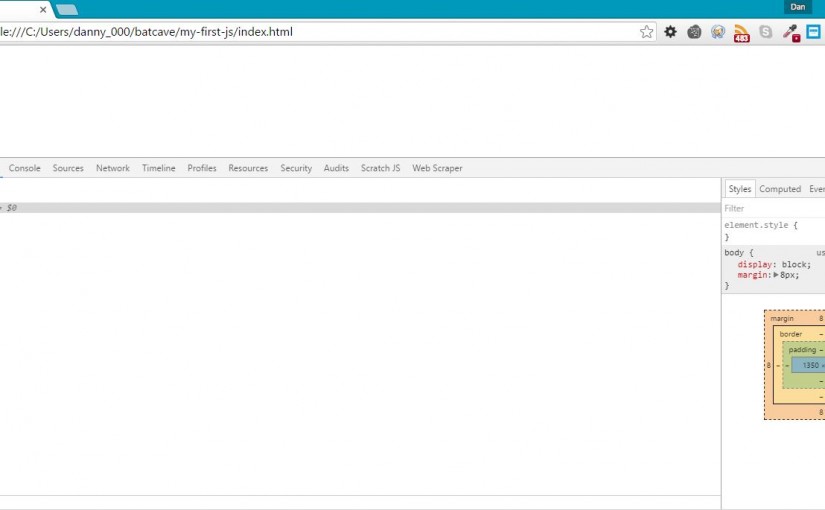 Dan
le:///C:/Users/danny_000/batcave/my-first-js/index.html
483
Console Sources Network Timeline Profiles Resources Security Audits Scratch JS Web Scraper
Styles Computed Eve
$0
Filter
element.style {
}
body { us
display: block;
margin: 8px;
}
margin 8
border –
padding –
8 – – 1350 ×
–
–
8